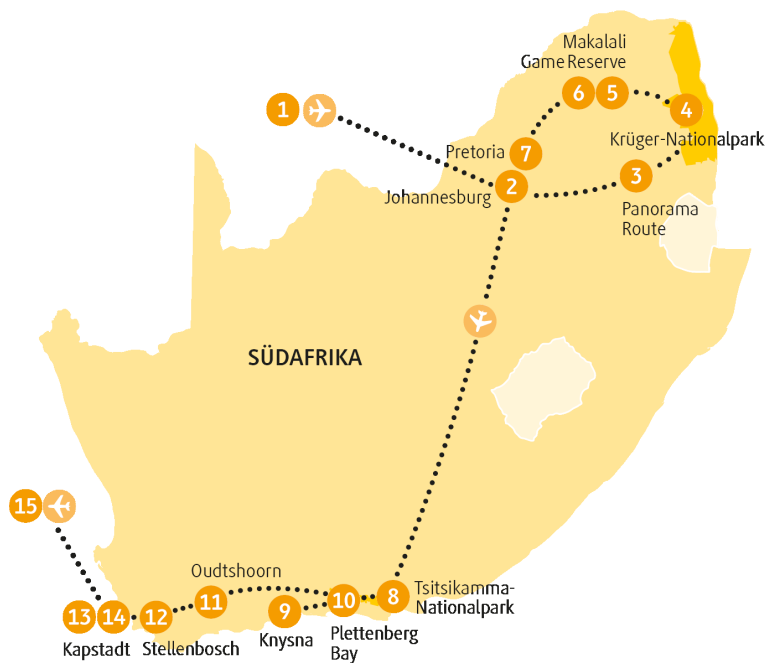 Makalali
Game Reserve
1
6
5
4
Krüger-Nationalpark
Pretoria
7
3
2
Johannesburg
Panorama
Route
SÜDAFRIKA
15
Oudtshoorn
Tsitsikamma-
Nationalpark
8
11
10
9
13
14
12
Knysna
Plettenberg
Bay
Kapstadt
Stellenbosch